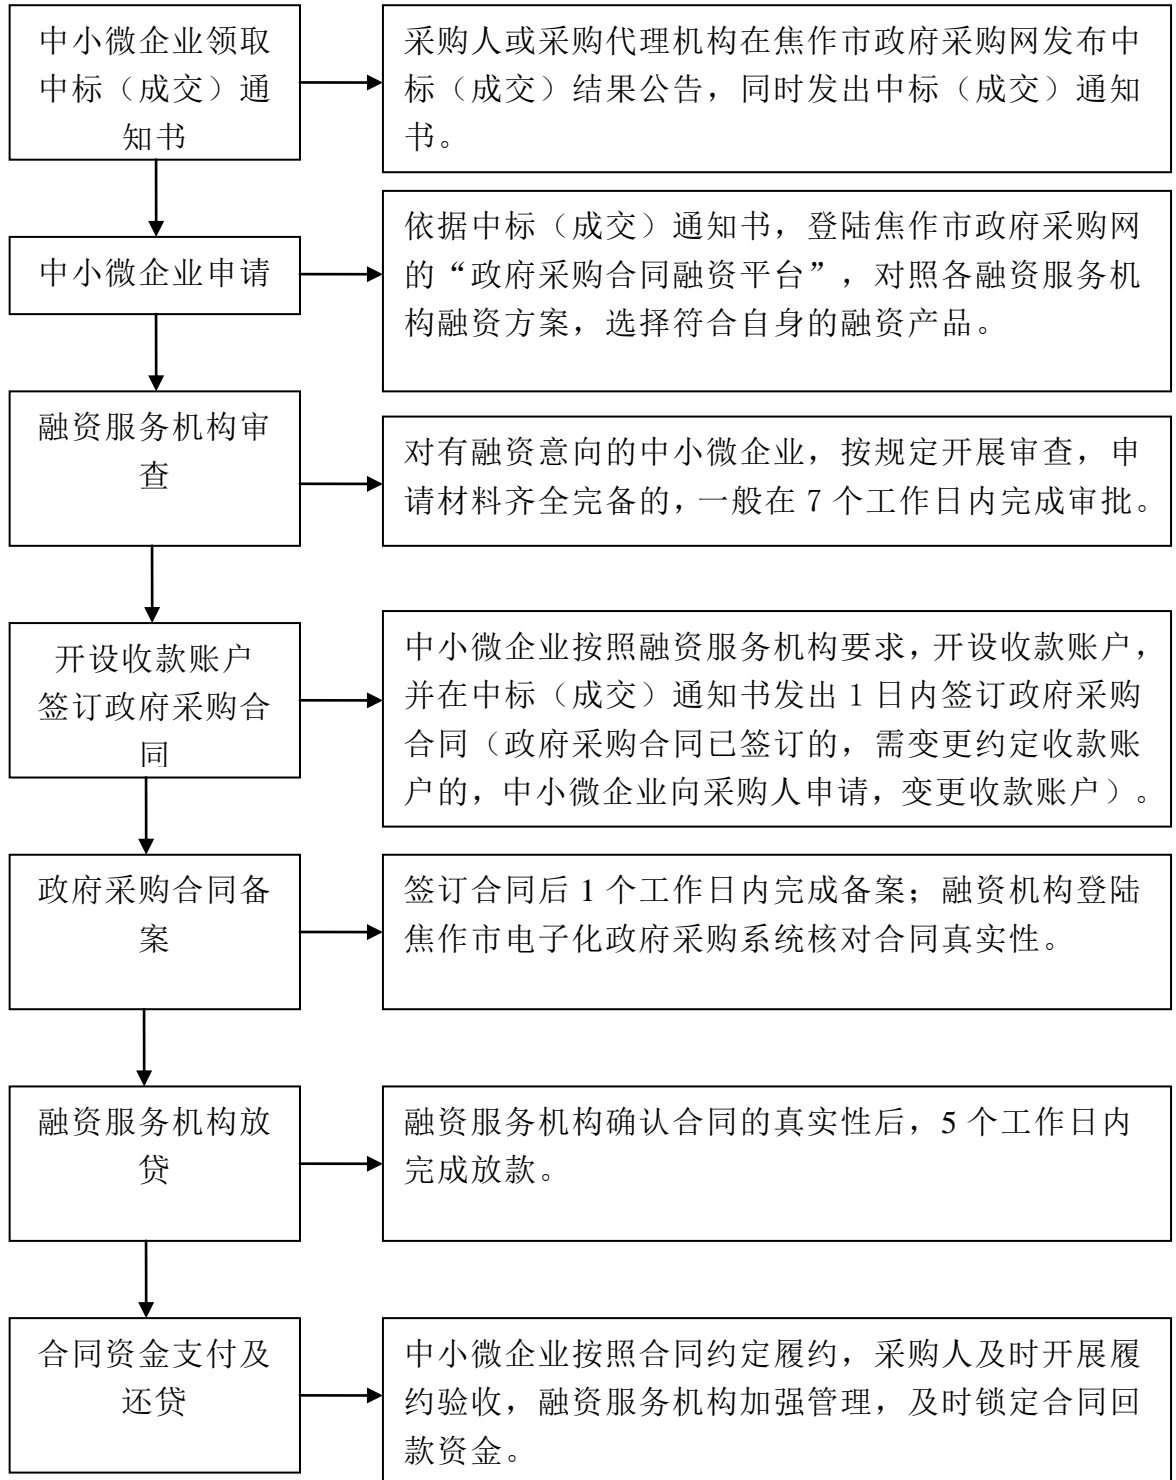 中小微企业领取
中标（成交）通
知书
采购人或采购代理机构在焦作市政府采购网发布中
标（成交）结果公告，同时发出中标（成交）通知
书。
中小微企业申请
依据中标（成交）通知书，登陆焦作市政府采购网
的“政府采购合同融资平台”，对照各融资服务机
构融资方案，选择符合自身的融资产品。
融资服务机构审
查
对有融资意向的中小微企业，按规定开展审查，申
请材料齐全完备的，一般在 7 个工作日内完成审批。
开设收款账户
签订政府采购合
同
中小微企业按照融资服务机构要求，开设收款账户，
并在中标（成交）通知书发出 1 日内签订政府采购
合同（政府采购合同已签订的，需变更约定收款账
户的，中小微企业向采购人申请，变更收款账户）。
政府采购合同备
案
签订合同后 1 个工作日内完成备案；融资机构登陆
焦作市电子化政府采购系统核对合同真实性。
融资服务机构放
贷
融资服务机构确认合同的真实性后，5 个工作日内
完成放款。
合同资金支付及
还贷
中小微企业按照合同约定履约，采购人及时开展履
约验收，融资服务机构加强管理，及时锁定合同回
款资金。